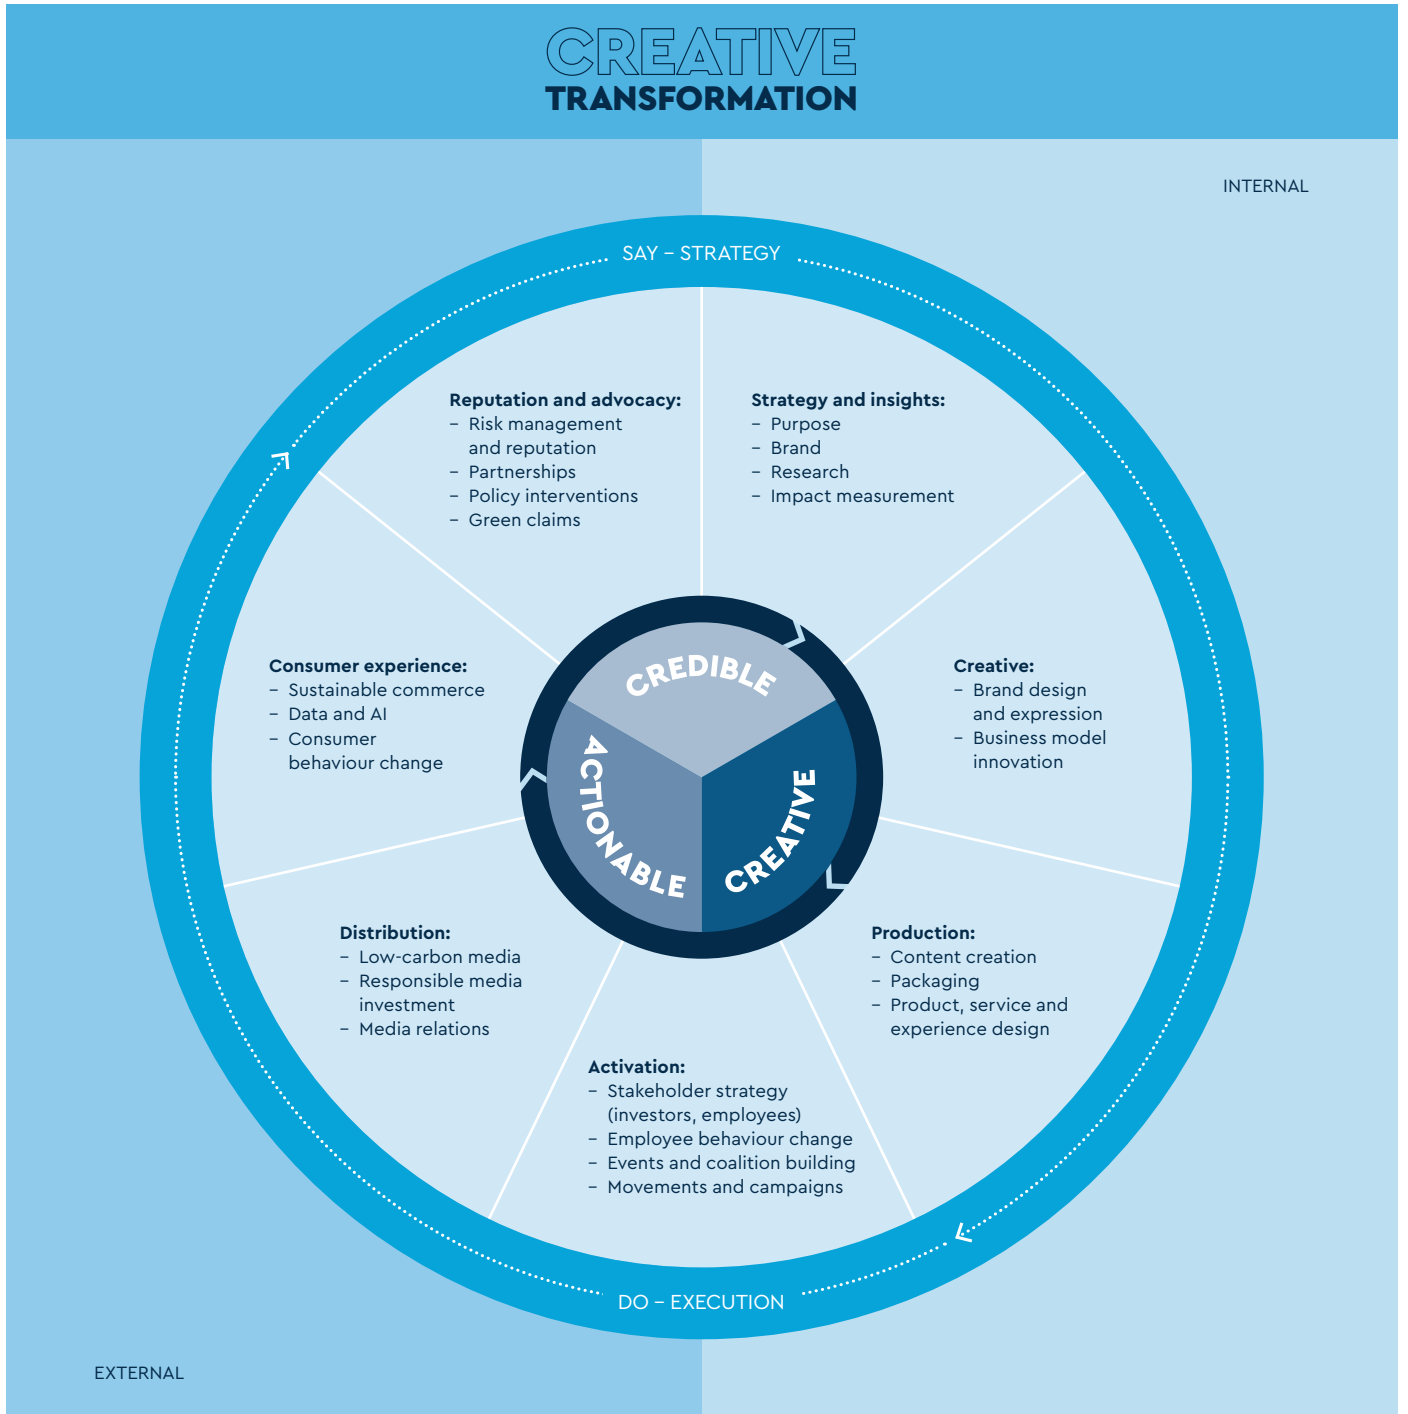 CREATIVE
TRANSFORMATION
INTERNAL
SAY – STRATEGY
Reputation and advocacy:
– Risk management
and reputation
– Partnerships
– Policy interventions
– Green claims
Strategy and insights:
– Purpose
– Brand
– Research
– Impact measurement
Consumer experience:
– Sustainable commerce
– Data and AI
– Consumer
behaviour change
CREDIBLE
CREATIVE
ACTIONABLE
Creative:
– Brand design
and expression
– Business model
innovation
Distribution:
– Low-carbon media
– Responsible media
investment
– Media relations
Production:
– Content creation
– Packaging
– Product, service and
experience design
Activation:
– Stakeholder strategy
(investors, employees)
– Employee behaviour change
– Events and coalition building
– Movements and campaigns
DO – EXECUTION
EXTERNAL